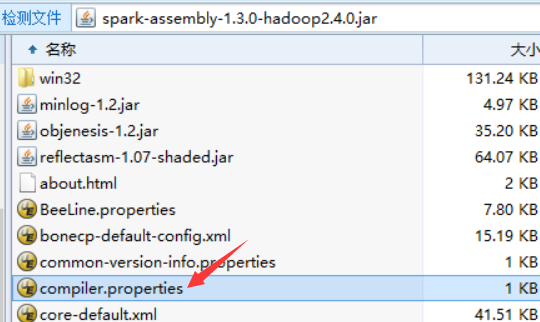 检测文件 spark-assembly-1.3.0-hadoop2.4.0.jar
名称 大小
win32 131.24 KB
minlog-1.2.jar 4.97 KB
objenesis-1.2.jar 35.20 KB
reflectasm-1.07-shaded.jar 64.07 KB
about.html 2 KB
BeeLine.properties 7.80 KB
bonecp-default-config.xml 15.19 KB
common-version-info.properties 1 KB
compiler.properties 1 KB
core-default.xml 41.51 KB